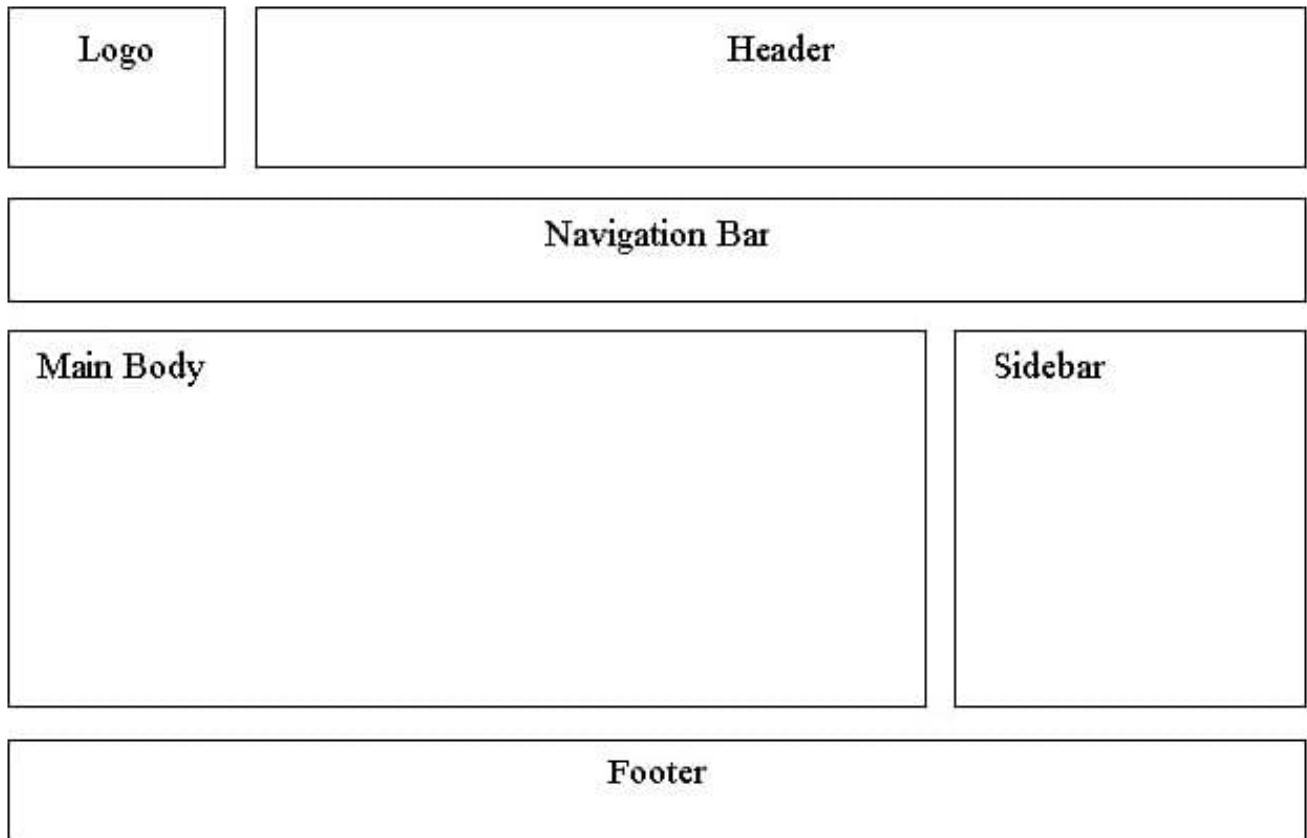 Logo
Header
Navigation Bar
Main Body
Sidebar
Footer